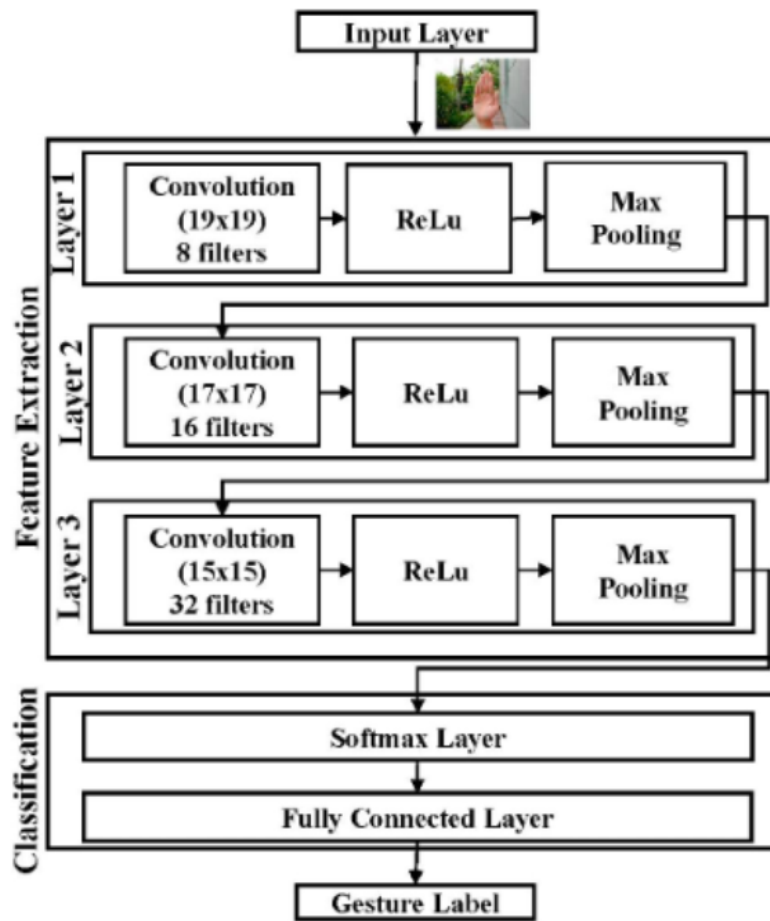 Input Layer
Feature Extraction
Layer 1
Convolution
(19x19)
8 filters
ReLu
Max
Pooling
Layer 2
Convolution
(17x17)
16 filters
ReLu
Max
Pooling
Layer 3
Convolution
(15x15)
32 filters
ReLu
Max
Pooling
Classification
Softmax Layer
Fully Connected Layer
Gesture Label